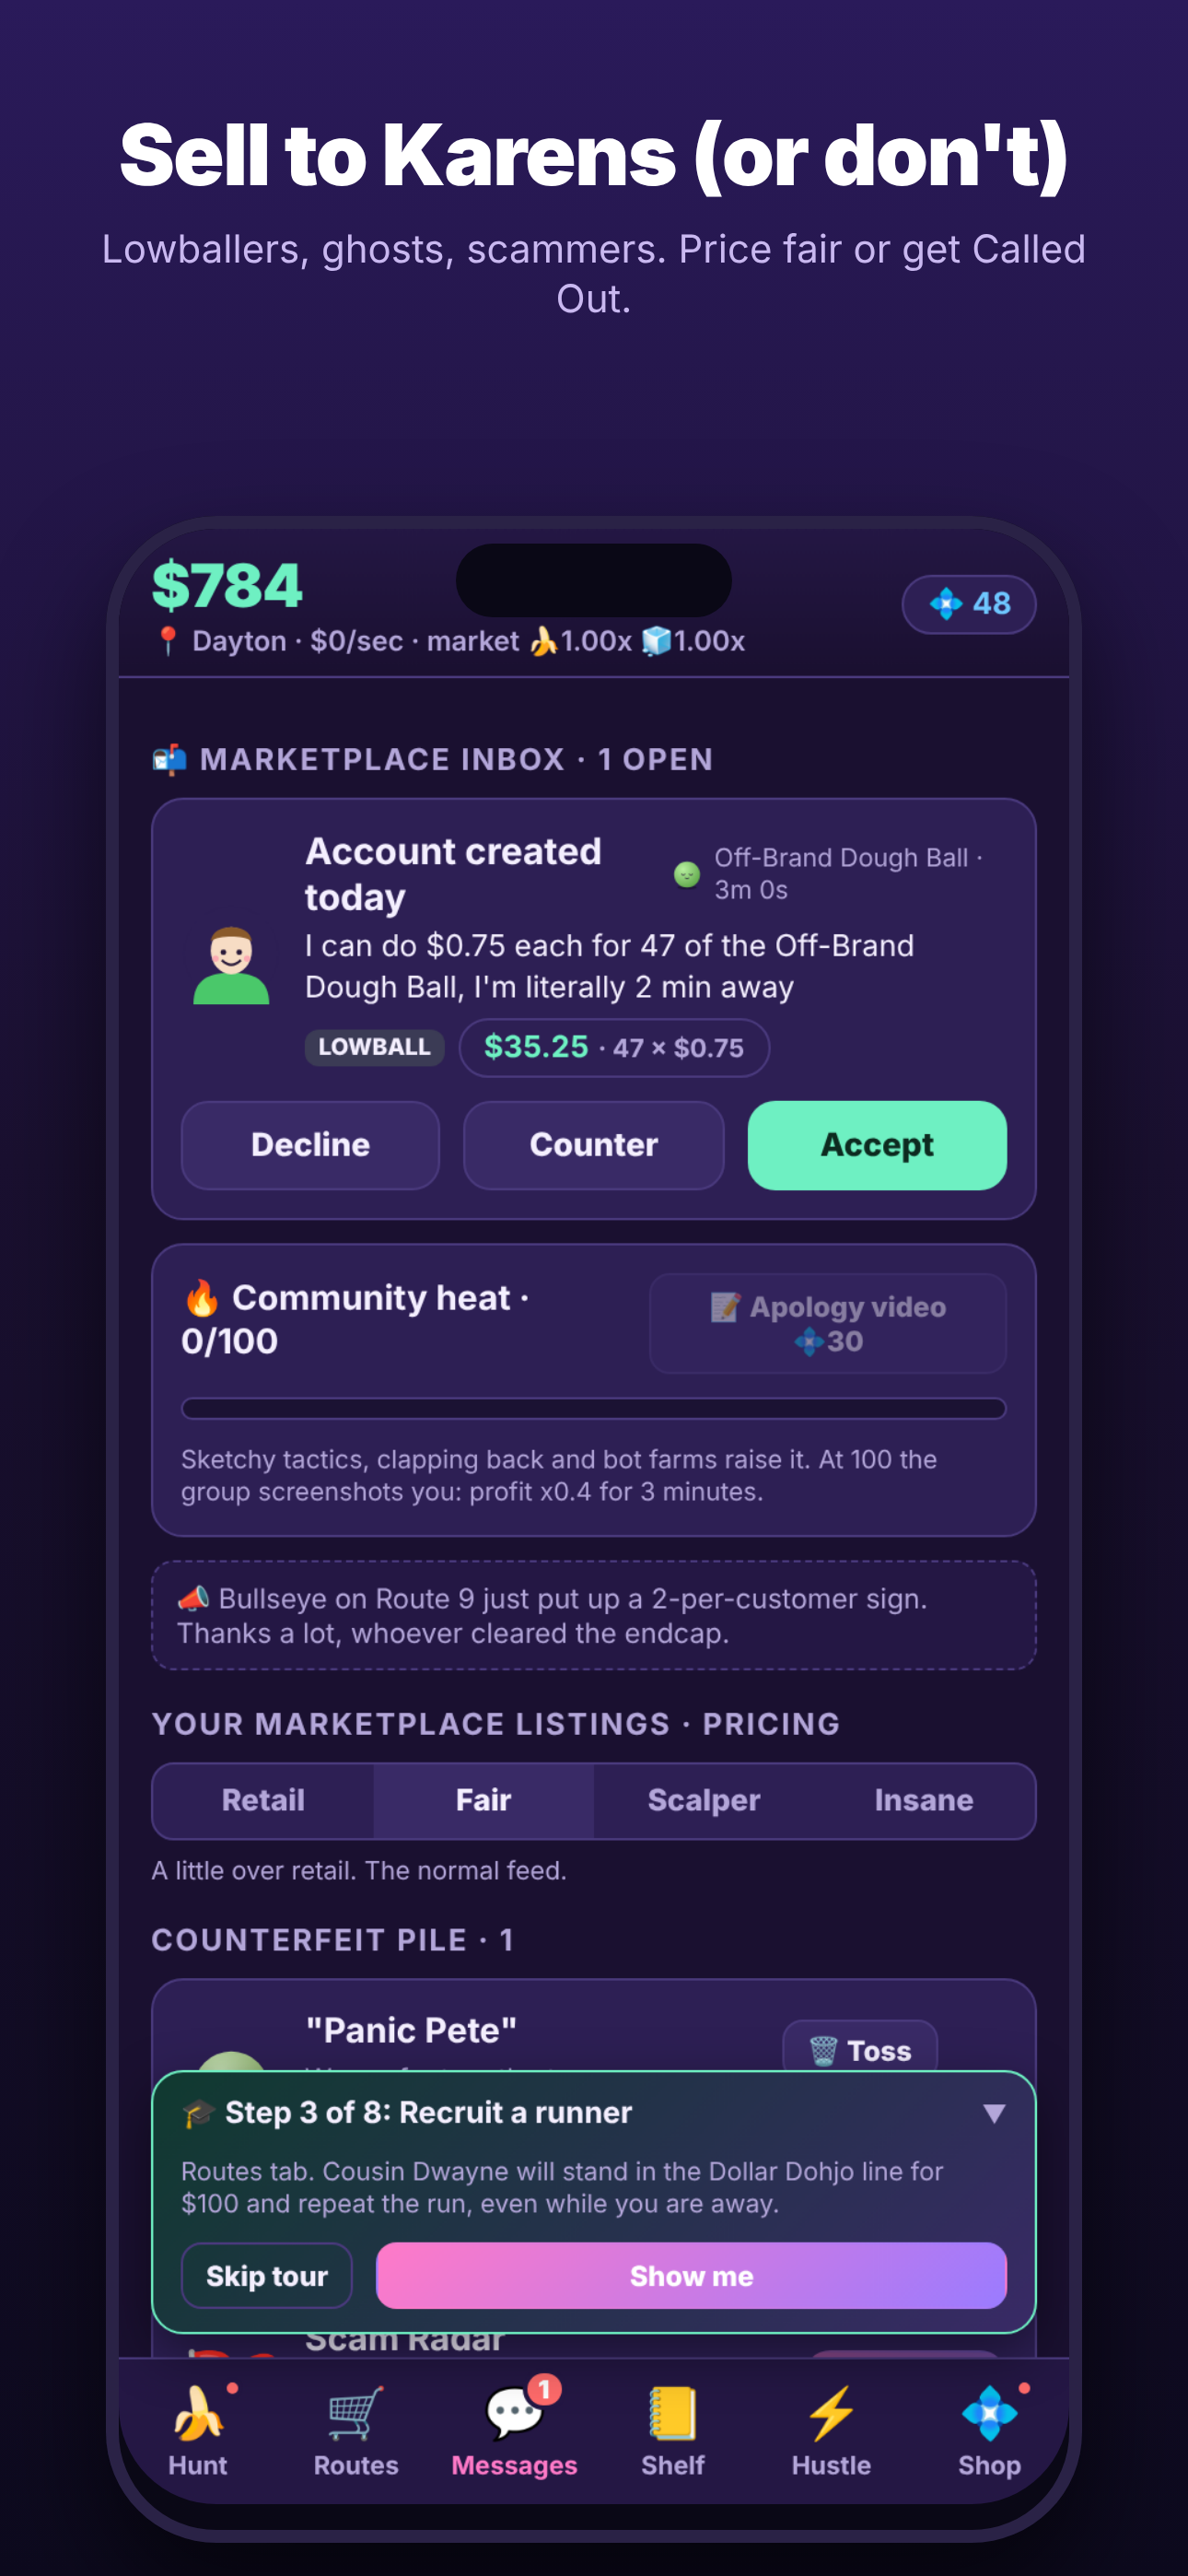 Sell to Karens (or don't)
Lowballers, ghosts, scammers. Price fair or get Called
Out.
$784
📍 Dayton · $0/sec · market 🍌1.00x 🧊1.00x
💠 48
📬 MARKETPLACE INBOX · 1 OPEN
Account created
today
Off-Brand Dough Ball ·
3m 0s
I can do $0.75 each for 47 of the Off-Brand
Dough Ball, I'm literally 2 min away
LOWBALL
$35.25 · 47 × $0.75
Decline
Counter
Accept
🔥 Community heat ·
0/100
📝 Apology video
💠30
Sketchy tactics, clapping back and bot farms raise it. At 100 the
group screenshots you: profit x0.4 for 3 minutes.
📣 Bullseye on Route 9 just put up a 2-per-customer sign.
Thanks a lot, whoever cleared the endcap.
YOUR MARKETPLACE LISTINGS · PRICING
Retail
Fair
Scalper
Insane
A little over retail. The normal feed.
COUNTERFEIT PILE · 1
"Panic Pete"
🗑️ Toss
🎓 Step 3 of 8: Recruit a runner
▼
Routes tab. Cousin Dwayne will stand in the Dollar Dohjo line for
$100 and repeat the run, even while you are away.
Skip tour
Show me
Scam Radar
1
Hunt
Routes
Messages
Shelf
Hustle
Shop